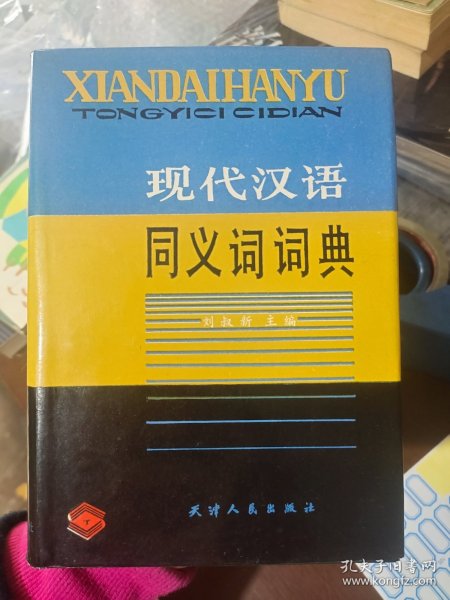 XIANDAIHANYU
TONGYICI CIDIAN
现代汉语
同义词词典
刘叔新 主编
天津人民出版社
孔夫子旧书网
www.kongfz.com